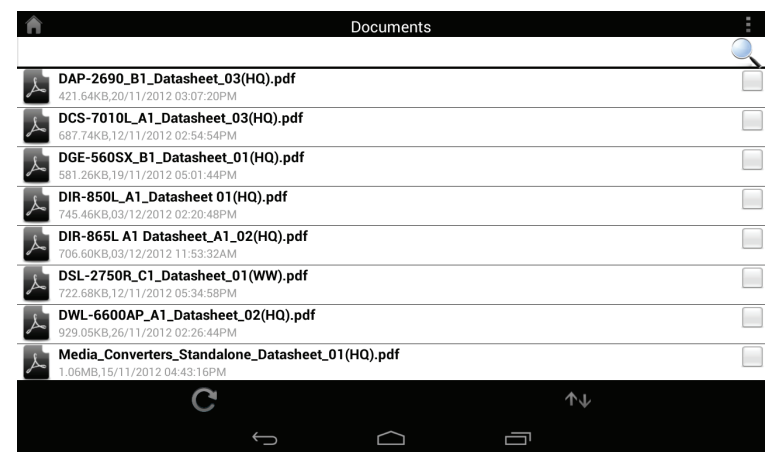 Documents
DAP-2690_B1_Datasheet_03(HQ).pdf
421.64KB,20/11/2012 03:07:20PM
DCS-7010L_A1_Datasheet_03(HQ).pdf
687.74KB,12/11/2012 02:54:54PM
DGE-560SX_B1_Datasheet_01(HQ).pdf
581.26KB,19/11/2012 05:01:44PM
DIR-850L_A1_Datasheet 01(HQ).pdf
745.46KB,03/12/2012 02:20:48PM
DIR-865L A1 Datasheet_A1_02(HQ).pdf
706.60KB,03/12/2012 11:53:32AM
DSL-2750R_C1_Datasheet_01(WW).pdf
722.68KB,12/11/2012 05:34:58PM
DWL-6600AP_A1_Datasheet_02(HQ).pdf
929.05KB,26/11/2012 02:26:44PM
Media_Converters_Standalone_Datasheet_01(HQ).pdf
1.06MB,15/11/2012 04:43:16PM